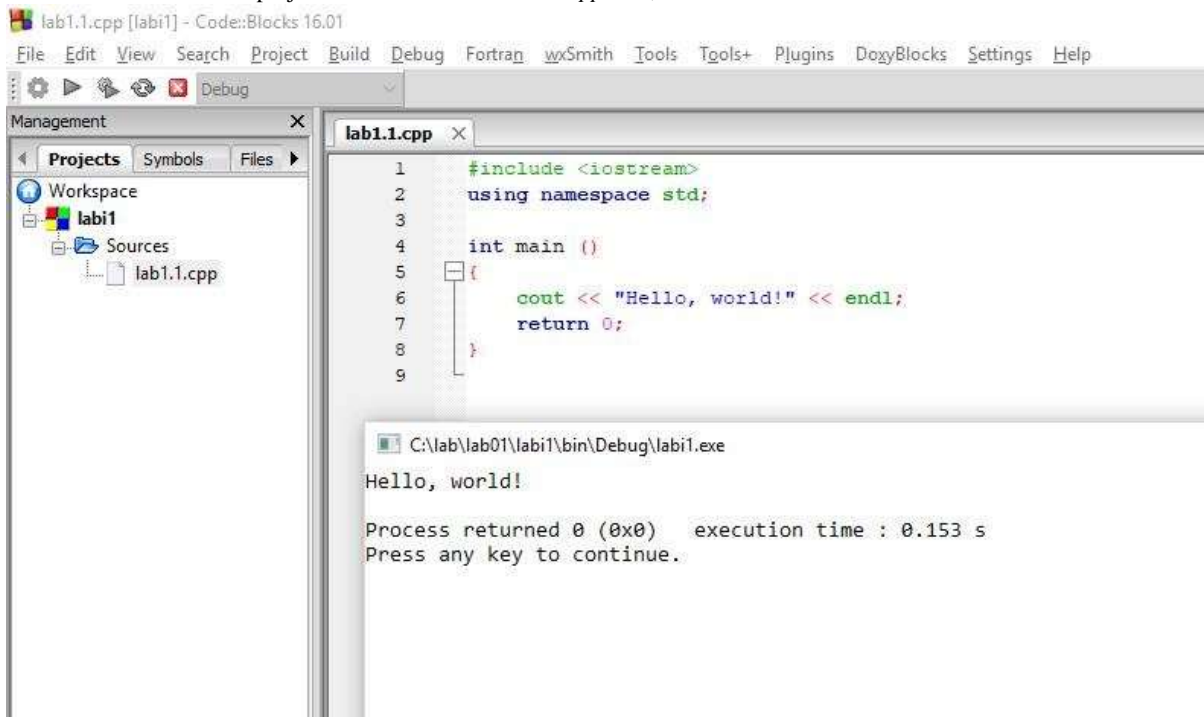 lab1.1.cpp [labi1] - Code::Blocks 16.01
File Edit View Search Project Build Debug Fortran wxSmith Tools Tools+ Plugins DoxyBlocks Settings Help
Debug
Management
Projects Symbols Files
Workspace
labi1
Sources
lab1.1.cpp
lab1.1.cpp
1 #include <iostream>
2 using namespace std;
3
4 int main ()
5 {
6 cout << "Hello, world!" << endl;
7 return 0;
8 }
9
C:\lab\lab01\labi1\bin\Debug\labi1.exe
Hello, world!
Process returned 0 (0x0) execution time : 0.153 s
Press any key to continue.